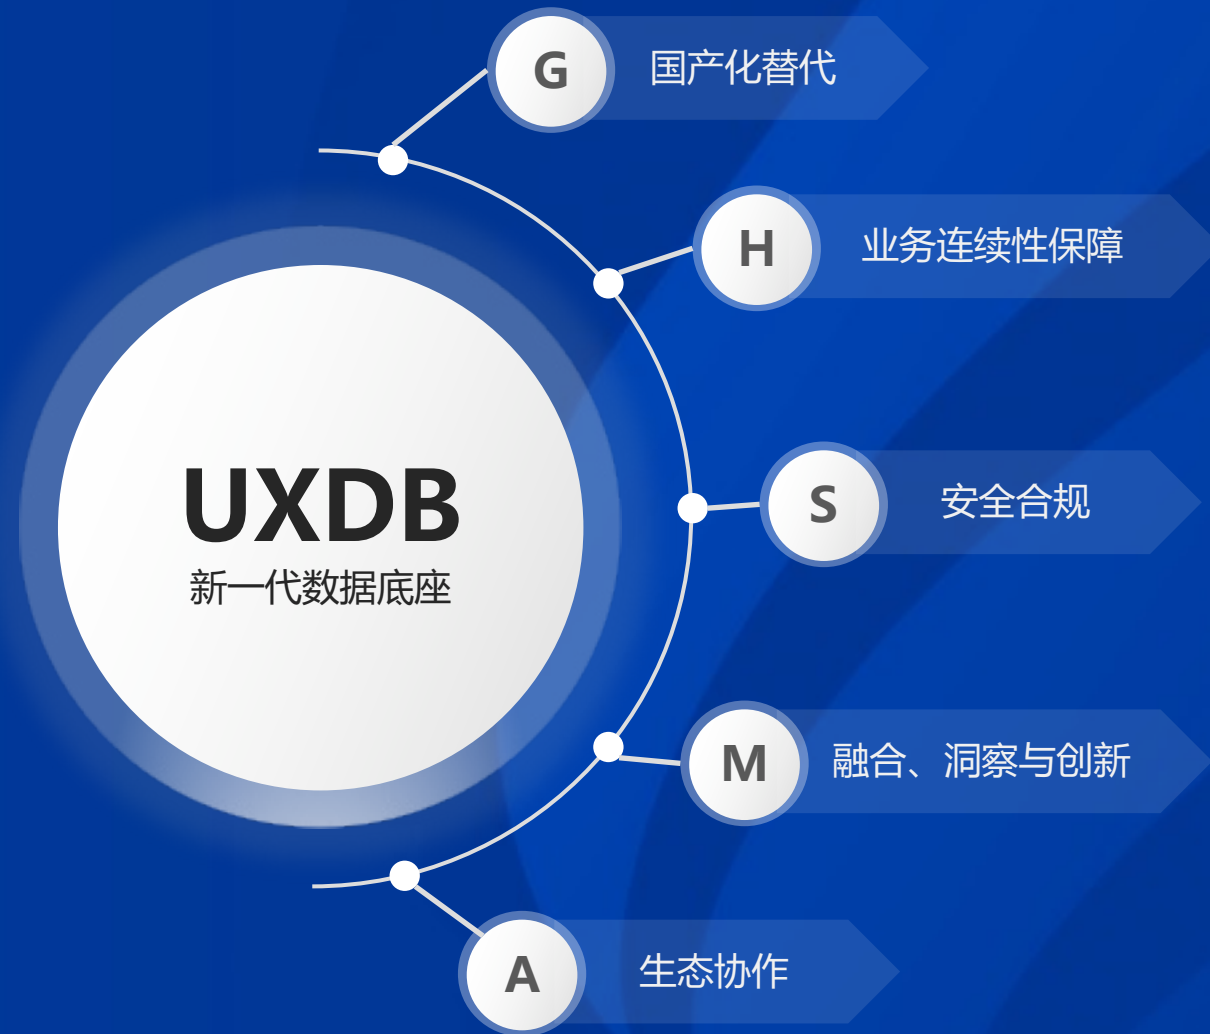 G
国产化替代
H
业务连续性保障
UXDB
新一代数据底座
S
安全合规
M
融合、洞察与创新
A
生态协作